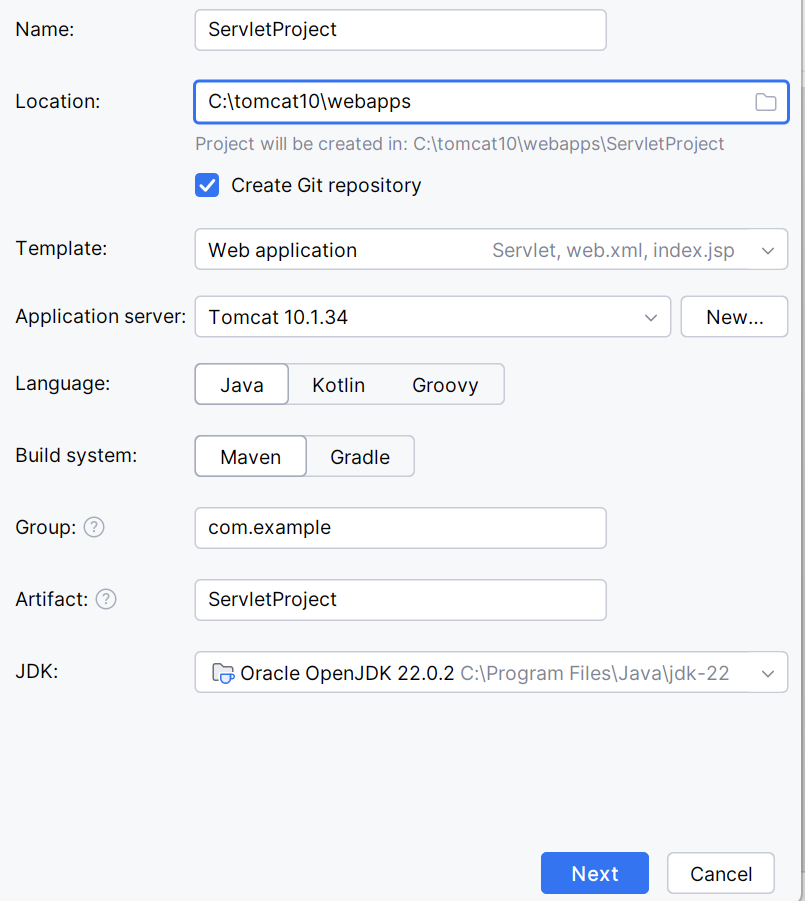 Name: ServletProject
Location: C:\tomcat10\webapps
Project will be created in: C:\tomcat10\webapps\ServletProject
Create Git repository
Template: Web application Servlet, web.xml, index.jsp
Application server: Tomcat 10.1.34 New...
Language: Java Kotlin Groovy
Build system: Maven Gradle
Group: ? com.example
Artifact: ? ServletProject
JDK: Oracle OpenJDK 22.0.2 C:\Program Files\Java\jdk-22
Next Cancel